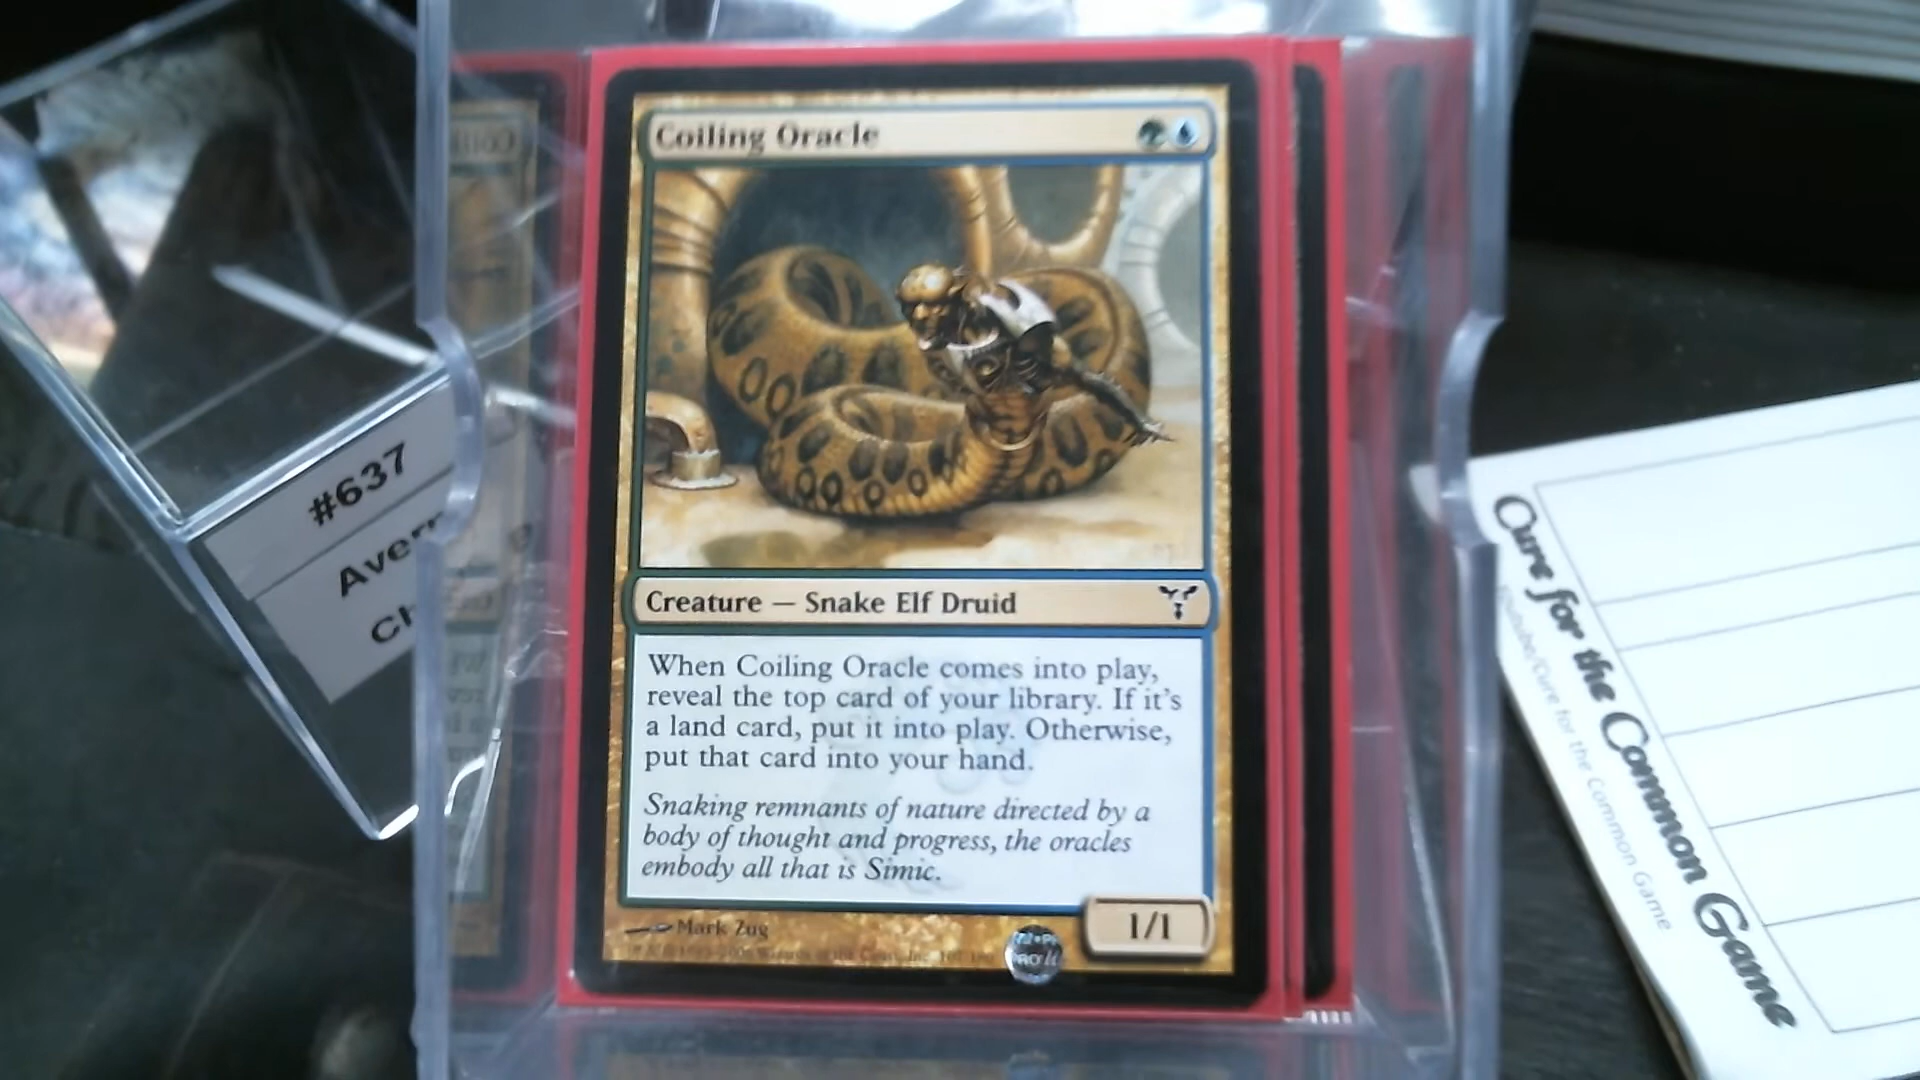 Coiling Oracle
Creature — Snake Elf Druid
When Coiling Oracle comes into play,
reveal the top card of your library. If it's
a land card, put it into play. Otherwise,
put that card into your hand.
Snaking remnants of nature directed by a
body of thought and progress, the oracles
embody all that is Simic.
1/1
Mark Zug
#637
Cure for the Common Game
youtube/Cure for the Common Game